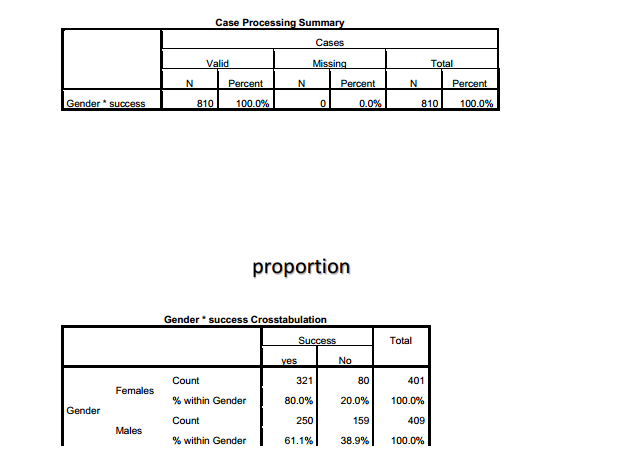 Case Processing Summary
Cases
Valid Missing Total
N Percent N Percent N Percent
Gender * success 810 100.0% 0 0.0% 810 100.0%
proportion
Gender * success Crosstabulation
Success Total
yes No
Gender Females Count 321 80 401
% within Gender 80.0% 20.0% 100.0%
Males Count 250 159 409
% within Gender 61.1% 38.9% 100.0%